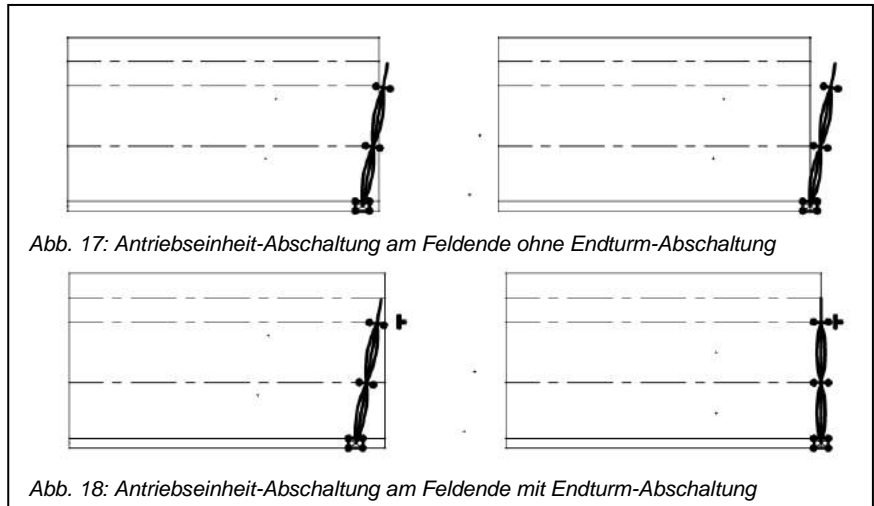 Abb. 17: Antriebseinheit-Abschaltung am Feldende ohne Endturm-Abschaltung
Abb. 18: Antriebseinheit-Abschaltung am Feldende mit Endturm-Abschaltung